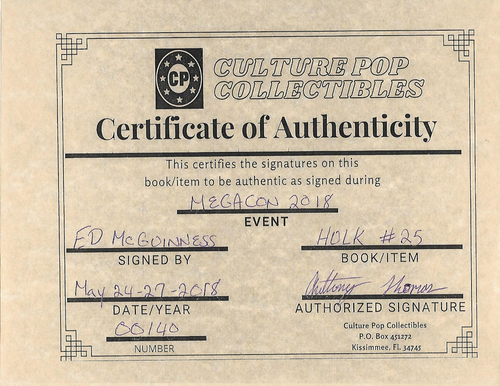 CP
CULTURE POP
COLLECTIBLES
Certificate of Authenticity
This certifies the signatures on this
book/item to be authentic as signed during
MEGACON 2018
EVENT
ED McGUINNESS HULK #25
SIGNED BY BOOK/ITEM
May 24-27-2018 Anthony Thomas
DATE/YEAR AUTHORIZED SIGNATURE
00140
NUMBER
Culture Pop Collectibles
P.O. Box 451272
Kissimmee, FL 34745